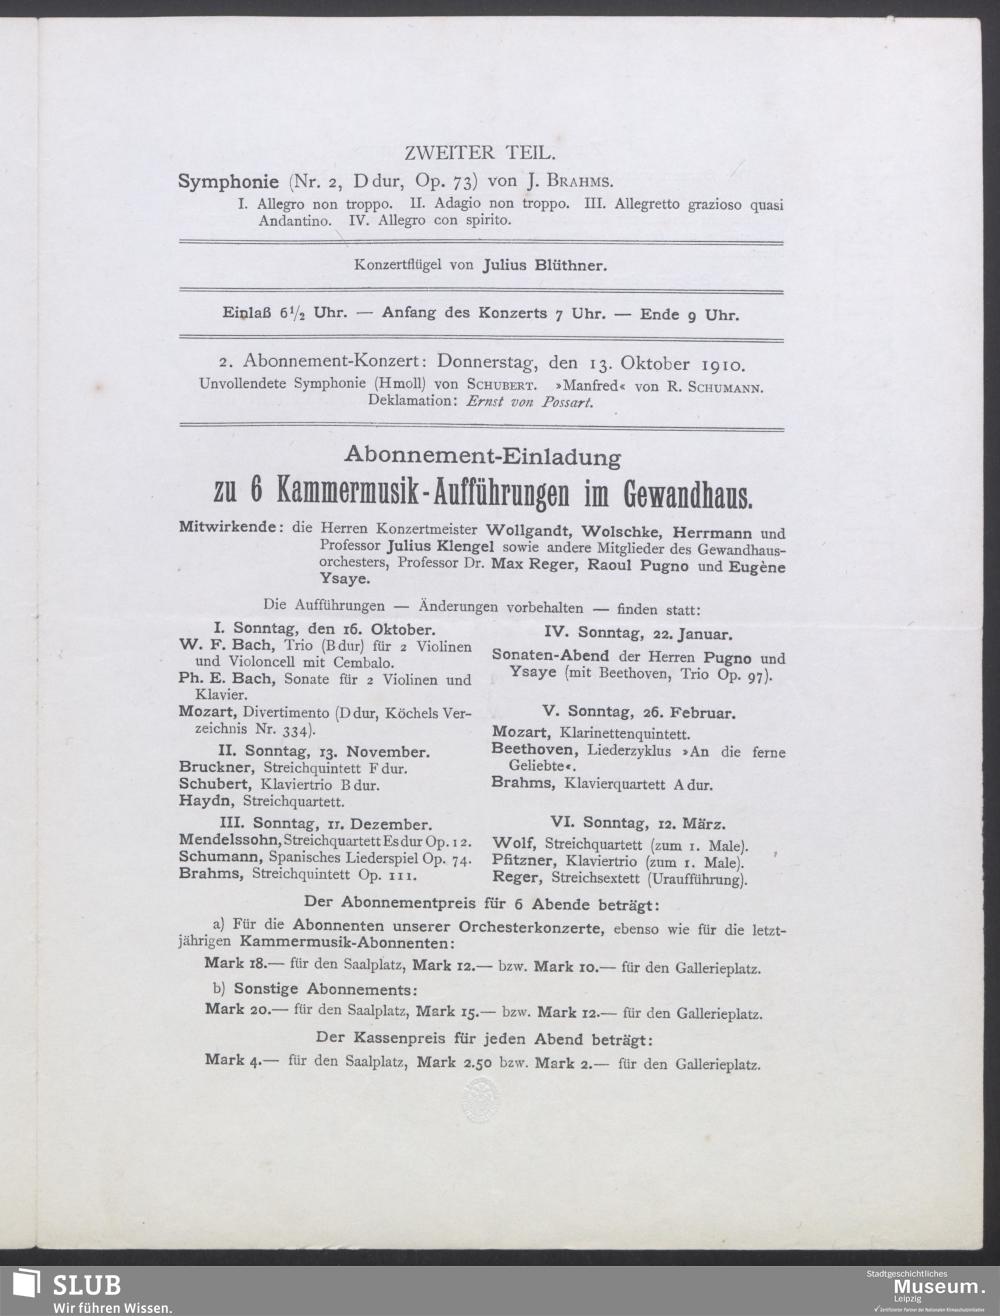 ZWEITER TEIL.
Symphonie (Nr. 2, D dur, Op. 73) von J. BRAHMS.
I. Allegro non troppo. II. Adagio non troppo. III. Allegretto grazioso quasi
Andantino. IV. Allegro con spirito.
Konzertflügel von Julius Blüthner.
Einlaß 6½ Uhr. — Anfang des Konzerts 7 Uhr. — Ende 9 Uhr.
2. Abonnement-Konzert: Donnerstag, den 13. Oktober 1910.
Unvollendete Symphonie (H moll) von SCHUBERT. »Manfred« von R. SCHUMANN.
Deklamation: Ernst von Possart.
Abonnement-Einladung
zu 6 Kammermusik-Aufführungen im Gewandhaus.
Mitwirkende: die Herren Konzertmeister Wollgandt, Wolschke, Herrmann und
Professor Julius Klengel sowie andere Mitglieder des Gewandhaus-
orchesters, Professor Dr. Max Reger, Raoul Pugno und Eugène
Ysaye.
Die Aufführungen — Änderungen vorbehalten — finden statt:
I. Sonntag, den 16. Oktober.
W. F. Bach, Trio (B dur) für 2 Violinen
und Violoncell mit Cembalo.
Ph. E. Bach, Sonate für 2 Violinen und
Klavier.
Mozart, Divertimento (D dur, Köchels Ver-
zeichnis Nr. 334).
II. Sonntag, 13. November.
Bruckner, Streichquintett F dur.
Schubert, Klaviertrio B dur.
Haydn, Streichquartett.
III. Sonntag, 11. Dezember.
Mendelssohn, Streichquartett Es dur Op. 12.
Schumann, Spanisches Liederspiel Op. 74.
Brahms, Streichquintett Op. 111.
IV. Sonntag, 22. Januar.
Sonaten-Abend der Herren Pugno und
Ysaye (mit Beethoven, Trio Op. 97).
V. Sonntag, 26. Februar.
Mozart, Klarinettenquintett.
Beethoven, Liederzyklus »An die ferne
Geliebte«.
Brahms, Klavierquartett A dur.
VI. Sonntag, 12. März.
Wolf, Streichquartett (zum 1. Male).
Pfitzner, Klaviertrio (zum 1. Male).
Reger, Streichsextett (Uraufführung).
Der Abonnementpreis für 6 Abende beträgt:
a) Für die Abonnenten unserer Orchesterkonzerte, ebenso wie für die letzt-
jährigen Kammermusik-Abonnenten:
Mark 18.— für den Saalplatz, Mark 12.— bzw. Mark 10.— für den Gallerieplatz.
b) Sonstige Abonnements:
Mark 20.— für den Saalplatz, Mark 15.— bzw. Mark 12.— für den Gallerieplatz.
Der Kassenpreis für jeden Abend beträgt:
Mark 4.— für den Saalplatz, Mark 2.50 bzw. Mark 2.— für den Gallerieplatz.
SLUB
Wir führen Wissen.
Stadtgeschichtliches
Museum.
Leipzig
Zertifizierter Partner der Nationalen Klimaschutzinitiative